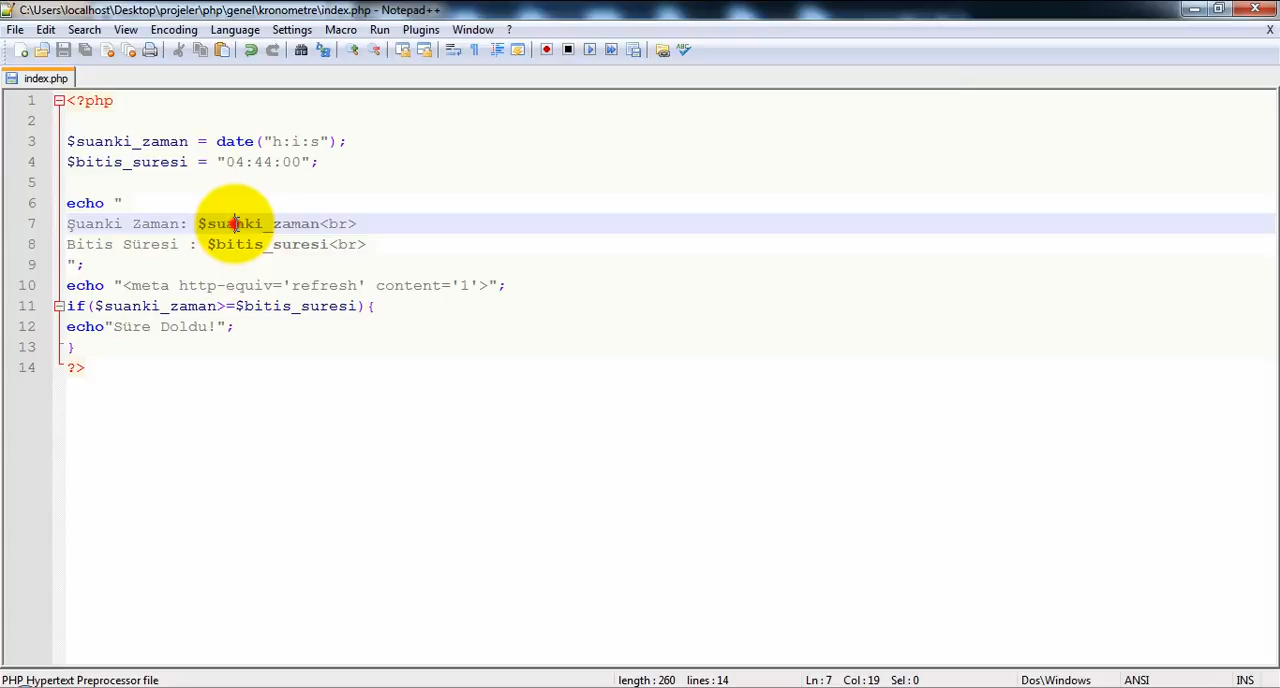 C:\Users\localhost\Desktop\projeler\php\genel\kronometre\index.php - Notepad++
File Edit Search View Encoding Language Settings Macro Run Plugins Window ? X
index.php
1 <?php
2
3 $suanki_zaman = date("h:i:s");
4 $bitis_suresi = "04:44:00";
5
6 echo "
7 Şuanki Zaman: $suanki_zaman<br>
8 Bitis Süresi : $bitis_suresi<br>
9 ";
10 echo "<meta http-equiv='refresh' content='1'>";
11 if($suanki_zaman>=$bitis_suresi){
12 echo"Süre Doldu!";
13 }
14 ?>
PHP Hypertext Preprocessor file length : 260 lines : 14 Ln : 7 Col : 19 Sel : 0 Dos\Windows ANSI INS